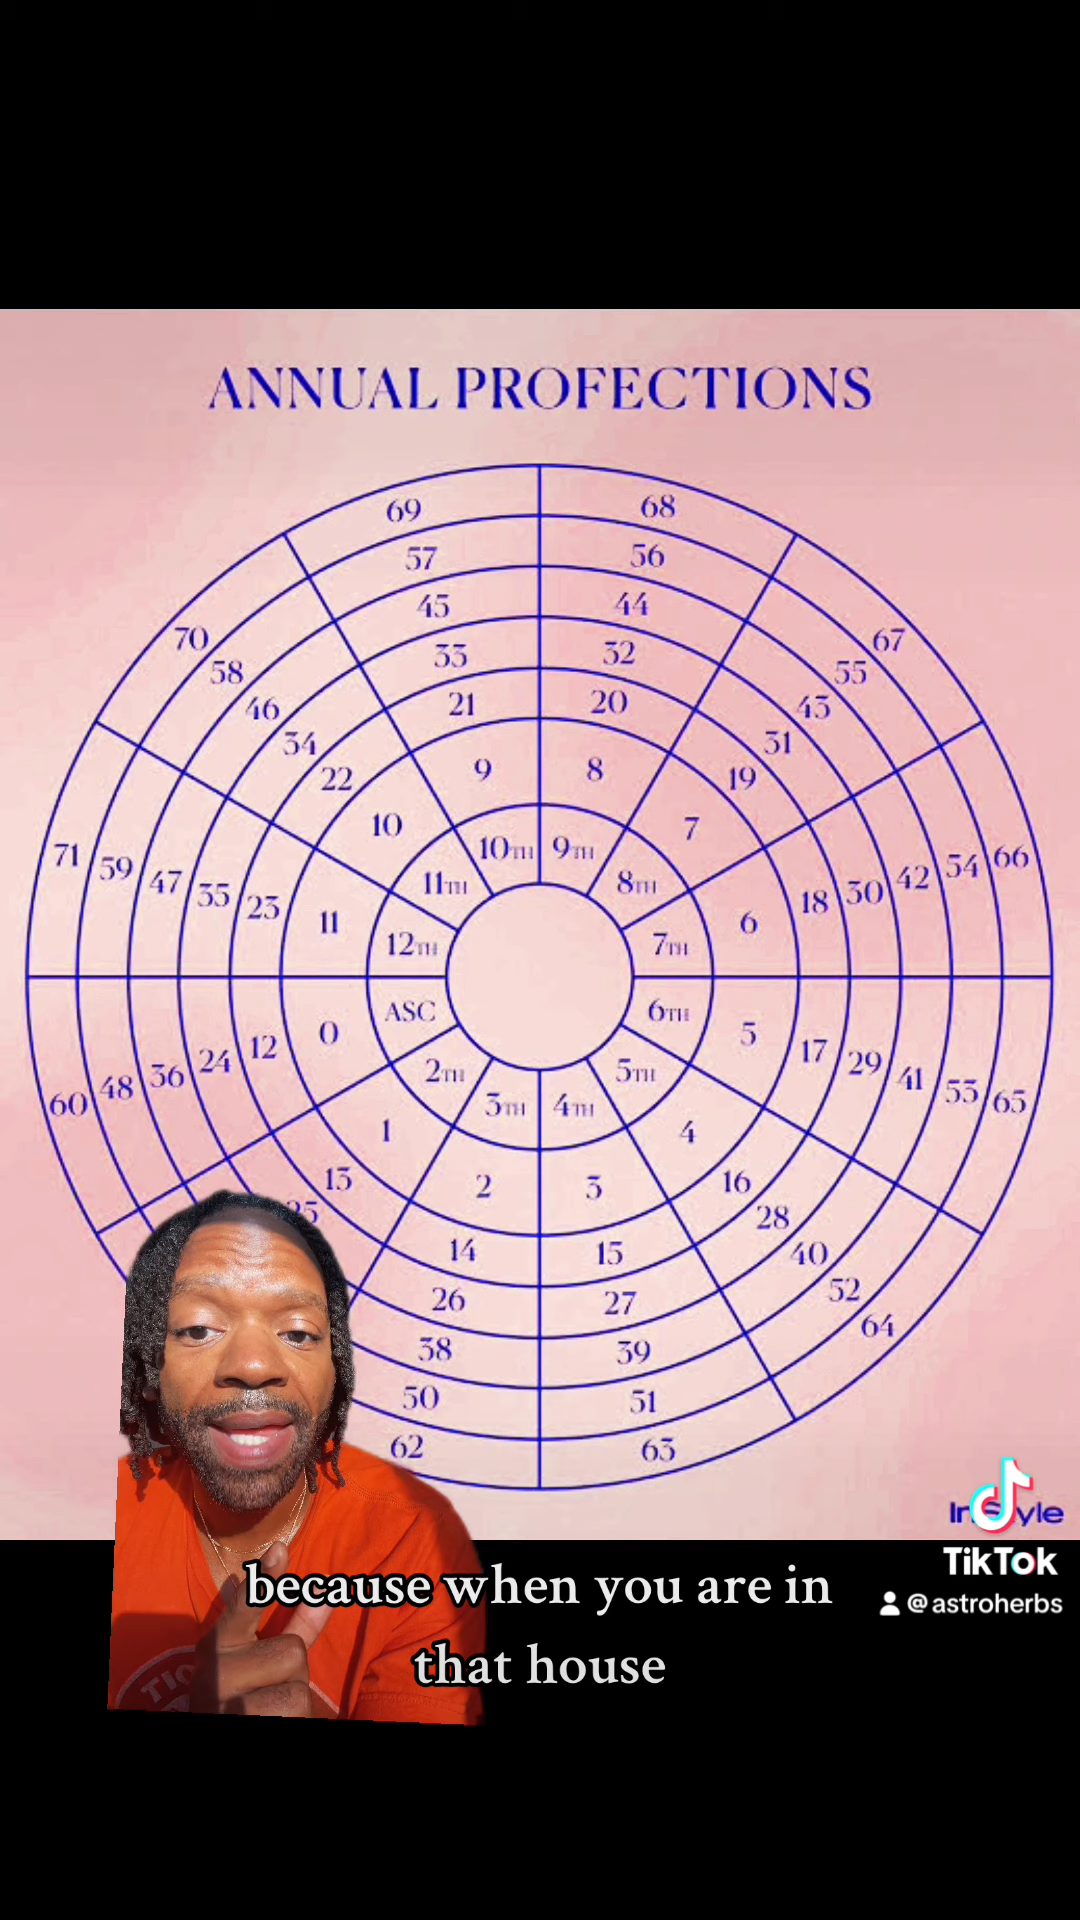 ANNUAL PROFECTIONS
69 68
57 56
45 44
33 32
21 20
9 8
10TH 9TH
70 58 46 34 22 10 11TH
67 55 43 31 19 7 8TH
71 59 47 35 23 11 12TH
7TH 6 18 30 42 54 66
60 48 36 24 12 0 ASC
6TH 5 17 29 41 53 65
2TH 1 13 25
5TH 4 16 28 40 52 64
3TH 4TH
2 3
14 15
26 27
38 39
50 51
62 63
TikTok
@astroherbs
because when you are in
that house